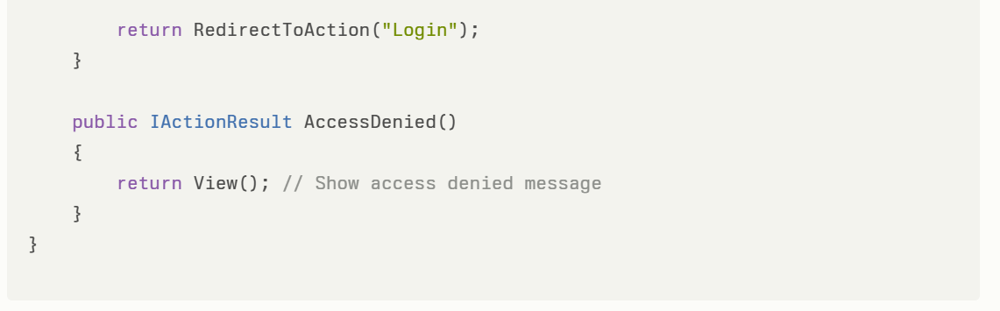 return RedirectToAction("Login");
    }

    public IActionResult AccessDenied()
    {
        return View(); // Show access denied message
    }
}